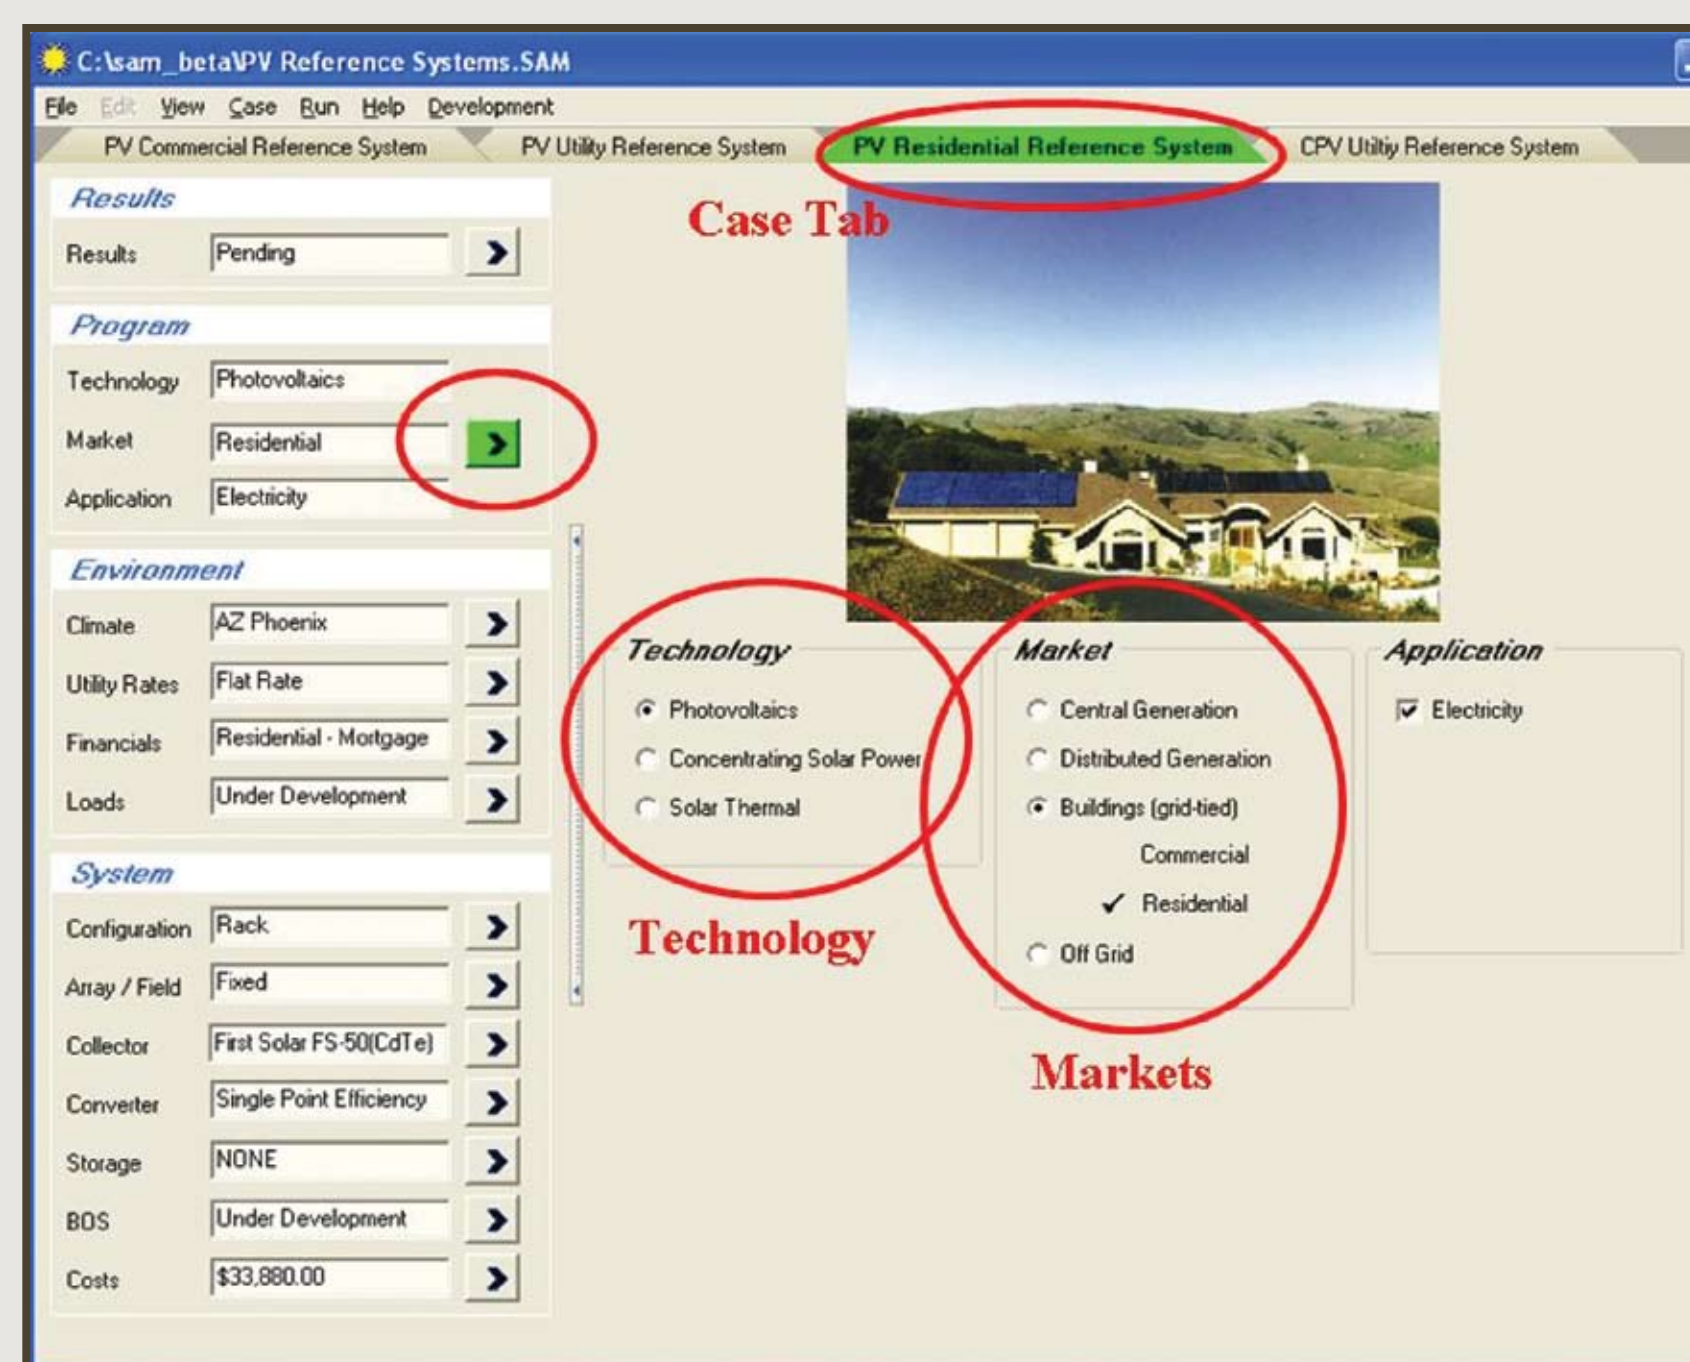 C:\sam_beta\PV Reference Systems.SAM
File Edit View Case Run Help Development
PV Commercial Reference System PV Utility Reference System PV Residential Reference System CPV Utiltiy Reference System
Case Tab
Results
Results Pending
Program
Technology Photovoltaics
Market Residential
Application Electricity
Environment
Climate AZ Phoenix
Utility Rates Flat Rate
Financials Residential - Mortgage
Loads Under Development
System
Configuration Rack
Array / Field Fixed
Collector First Solar FS-50(CdTe)
Converter Single Point Efficiency
Storage NONE
BOS Under Development
Costs $33,880.00
Technology
Photovoltaics
Concentrating Solar Power
Solar Thermal
Technology
Market
Central Generation
Distributed Generation
Buildings (grid-tied)
Commercial
Residential
Off Grid
Markets
Application
Electricity